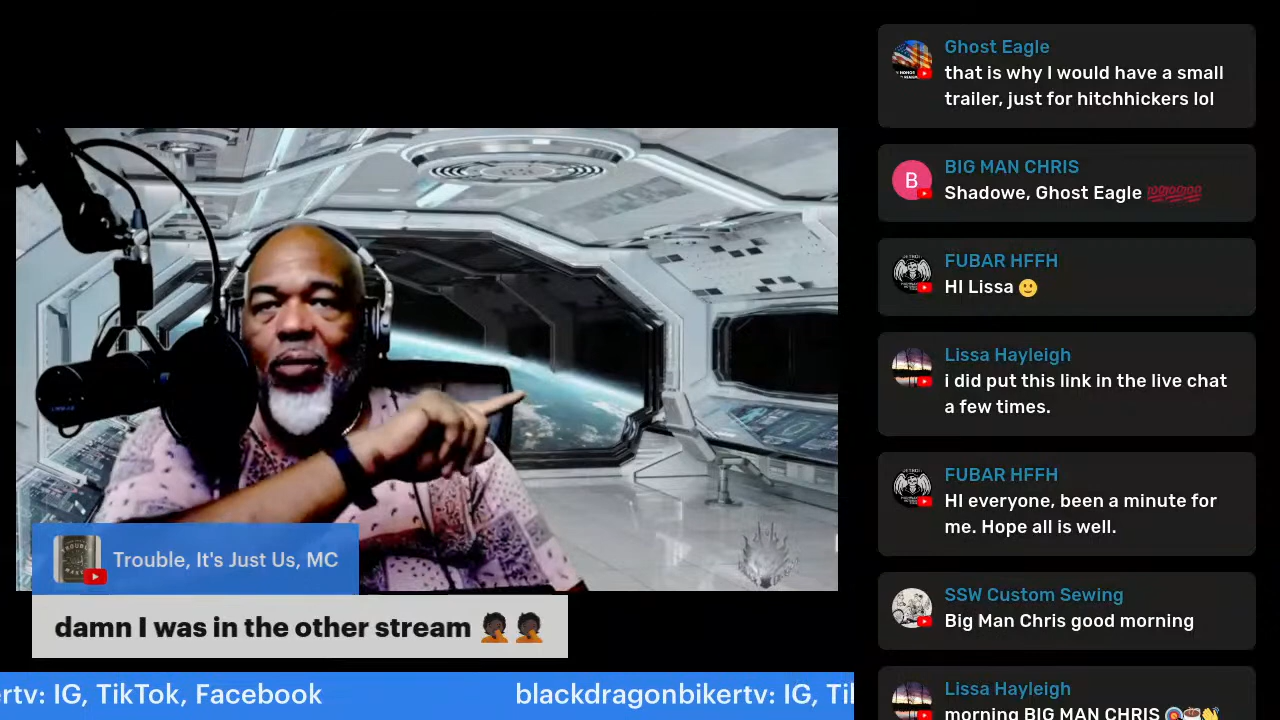 Ghost Eagle
that is why I would have a small
trailer, just for hitchhickers lol
BIG MAN CHRIS
B
Shadowe, Ghost Eagle 💯💯💯
FUBAR HFFH
HI Lissa 🙂
Lissa Hayleigh
i did put this link in the live chat
a few times.
FUBAR HFFH
HI everyone, been a minute for
me. Hope all is well.
SSW Custom Sewing
Big Man Chris good morning
Lissa Hayleigh
morning BIG MAN CHRIS
Trouble, It's Just Us, MC
damn I was in the other stream 🤦🏿🤦🏿
ertv: IG, TikTok, Facebook
blackdragonbikertv: IG, Ti